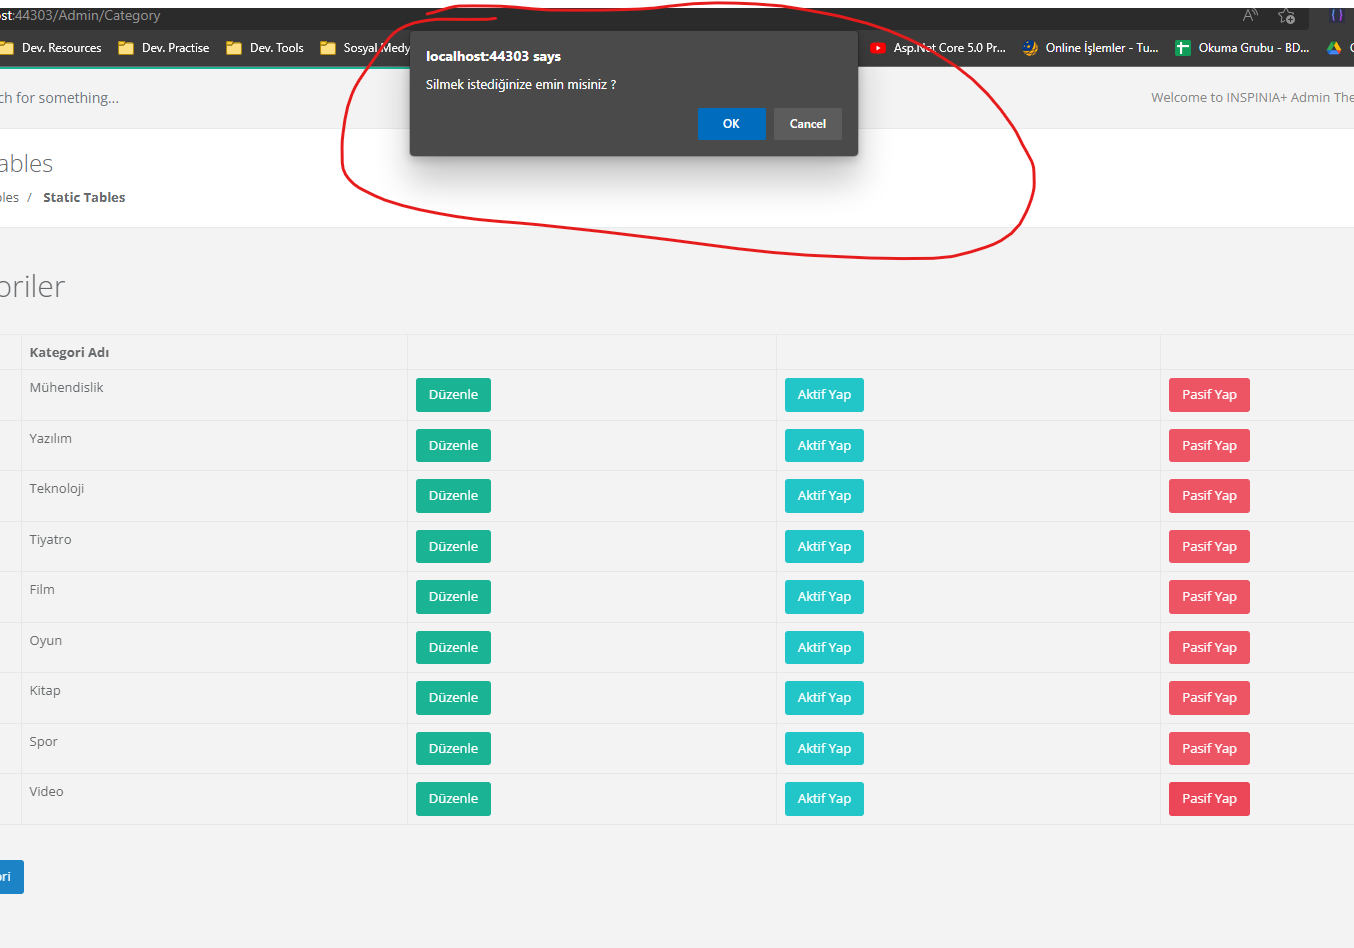 st:44303/Admin/Category
Dev. Resources Dev. Practise Dev. Tools Sosyal Medy Asp.Net Core 5.0 Pr... Online İşlemler - Tu... Okuma Grubu - BD...
localhost:44303 says
Silmek istediğinize emin misiniz ?
OK Cancel
ch for something... Welcome to INSPINIA+ Admin The
ables
les / Static Tables
oriler
Kategori Adı
Mühendislik Düzenle Aktif Yap Pasif Yap
Yazılım Düzenle Aktif Yap Pasif Yap
Teknoloji Düzenle Aktif Yap Pasif Yap
Tiyatro Düzenle Aktif Yap Pasif Yap
Film Düzenle Aktif Yap Pasif Yap
Oyun Düzenle Aktif Yap Pasif Yap
Kitap Düzenle Aktif Yap Pasif Yap
Spor Düzenle Aktif Yap Pasif Yap
Video Düzenle Aktif Yap Pasif Yap
ri